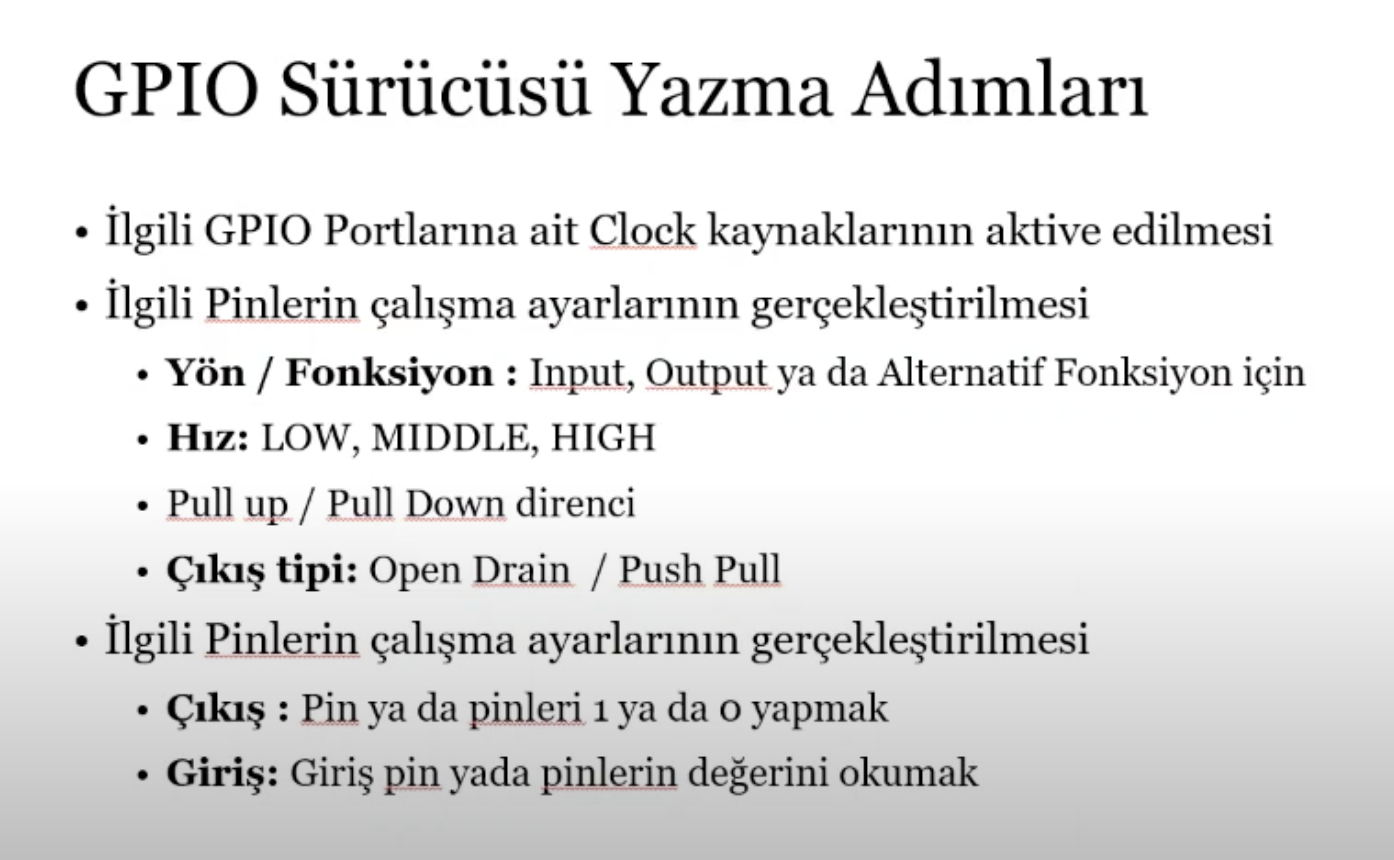 GPIO Sürücüsü Yazma Adımları
• İlgili GPIO Portlarına ait Clock kaynaklarının aktive edilmesi
• İlgili Pinlerin çalışma ayarlarının gerçekleştirilmesi
• Yön / Fonksiyon : Input, Output ya da Alternatif Fonksiyon için
• Hız: LOW, MIDDLE, HIGH
• Pull up / Pull Down direnci
• Çıkış tipi: Open Drain / Push Pull
• İlgili Pinlerin çalışma ayarlarının gerçekleştirilmesi
• Çıkış : Pin ya da pinleri 1 ya da 0 yapmak
• Giriş: Giriş pin yada pinlerin değerini okumak